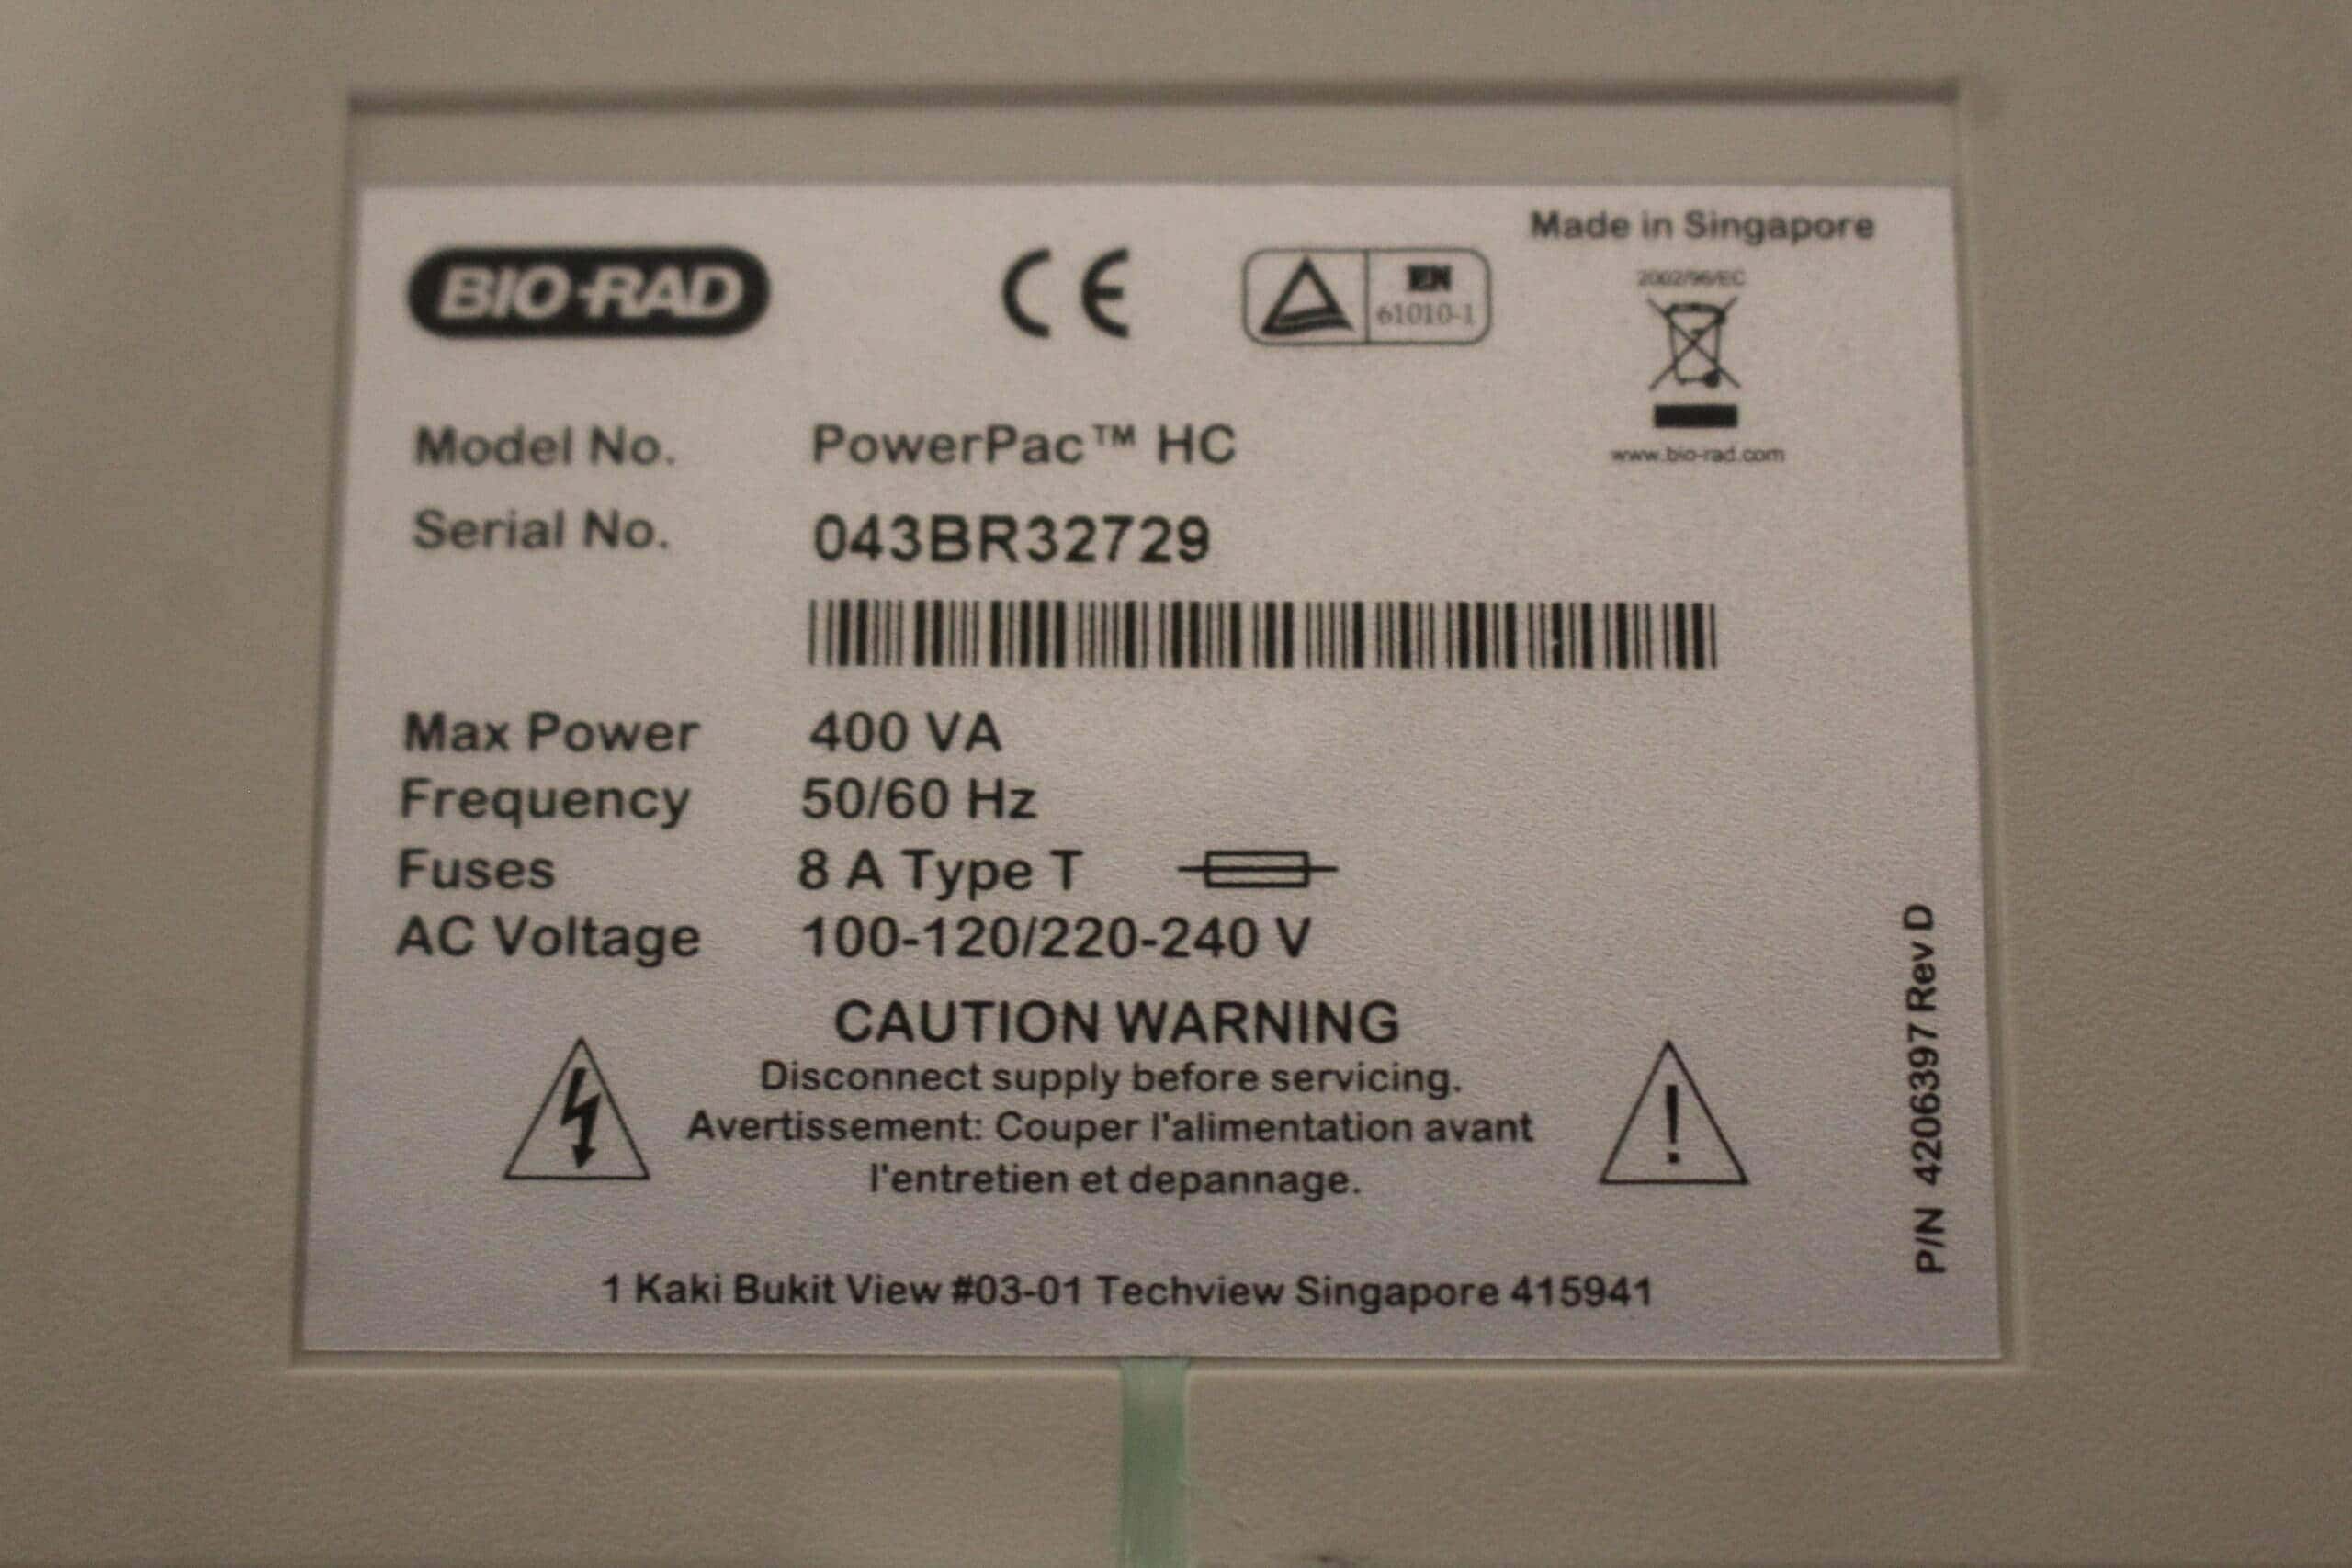 Made in Singapore
BIO-RAD
CE
EN
61010-1
2002/96/EC
www.bio-rad.com
Model No. PowerPac™ HC
Serial No. 043BR32729
Max Power 400 VA
Frequency 50/60 Hz
Fuses 8 A Type T
AC Voltage 100-120/220-240 V
CAUTION WARNING
Disconnect supply before servicing.
Avertissement: Couper l'alimentation avant
l'entretien et depannage.
!
1 Kaki Bukit View #03-01 Techview Singapore 415941
P/N 4206397 Rev D